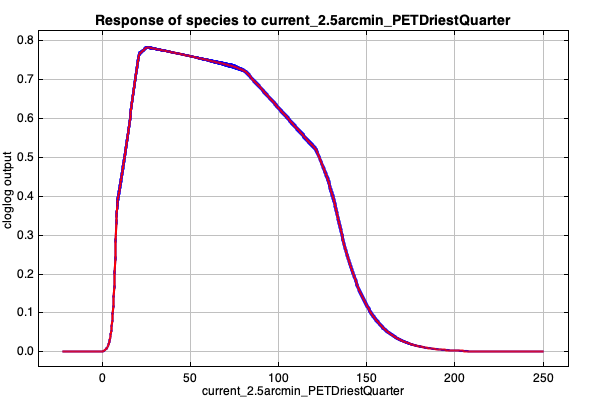 Response of species to current_2.5arcmin_PETDriestQuarter
0.8
0.7
0.6
0.5
0.4
0.3
0.2
0.1
0.0
cloglog output
0 50 100 150 200 250
current_2.5arcmin_PETDriestQuarter